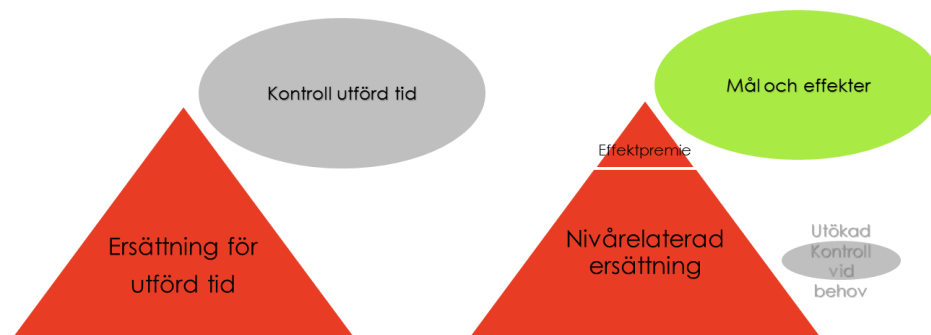 Kontroll utförd tid
Ersättning för
utförd tid
Mål och effekter
Effektpremie
Nivårelaterad
ersättning
Utökad
Kontroll
vid
behov